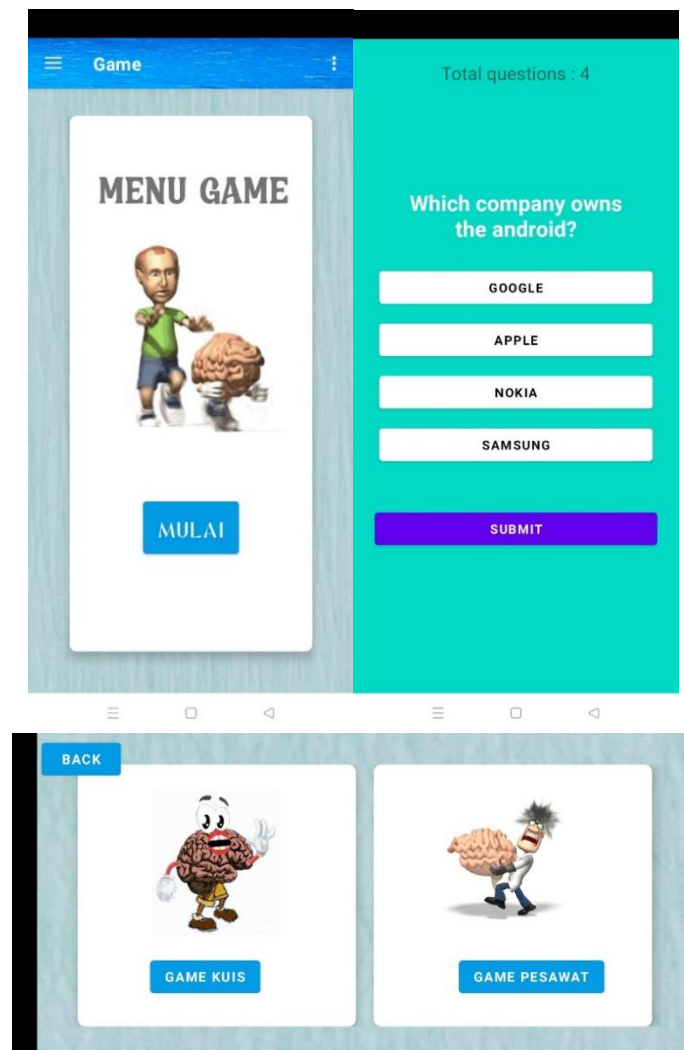 Game
MENU GAME
MULAI
Total questions : 4
Which company owns
the android?
GOOGLE
APPLE
NOKIA
SAMSUNG
SUBMIT
BACK
GAME KUIS
GAME PESAWAT